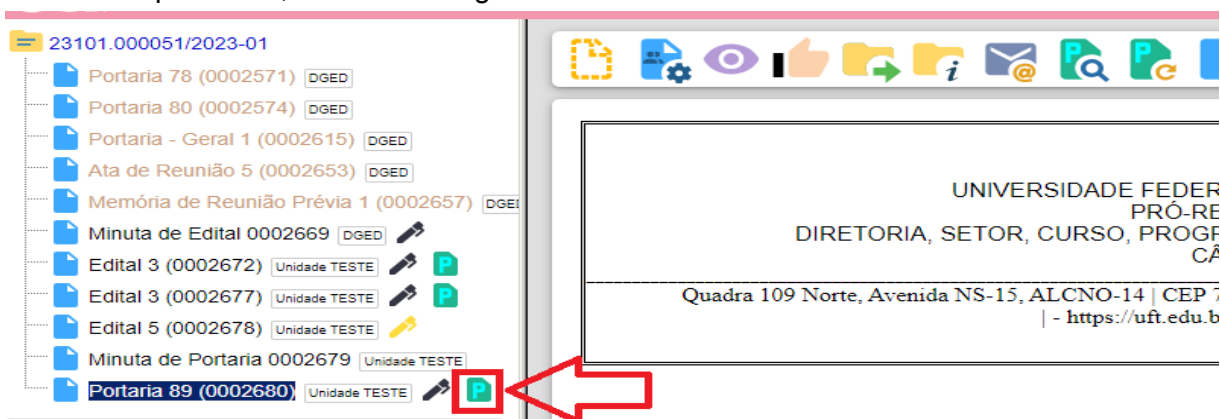 23101.000051/2023-01
Portaria 78 (0002571) DGED
Portaria 80 (0002574) DGED
Portaria - Geral 1 (0002615) DGED
Ata de Reunião 5 (0002653) DGED
Memória de Reunião Prévia 1 (0002657) DGE
Minuta de Edital 0002669 DGED
Edital 3 (0002672) Unidade TESTE P
Edital 3 (0002677) Unidade TESTE P
Edital 5 (0002678) Unidade TESTE
Minuta de Portaria 0002679 Unidade TESTE
Portaria 89 (0002680) Unidade TESTE P
P P
UNIVERSIDADE FEDER
PRÓ-RE
DIRETORIA, SETOR, CURSO, PROGR
CÂ
Quadra 109 Norte, Avenida NS-15, ALCNO-14 | CEP 7
| - https://uft.edu.b